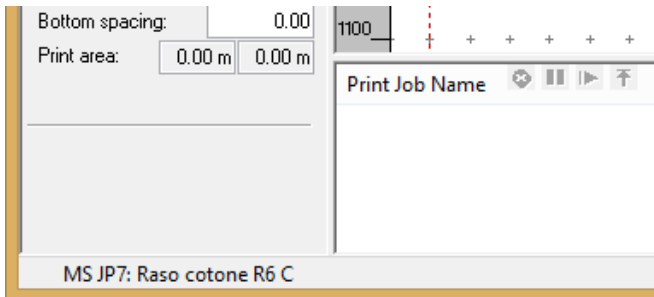 Bottom spacing: 0.00
Print area: 0.00 m 0.00 m
1100
Print Job Name
MS JP7: Raso cotone R6 C